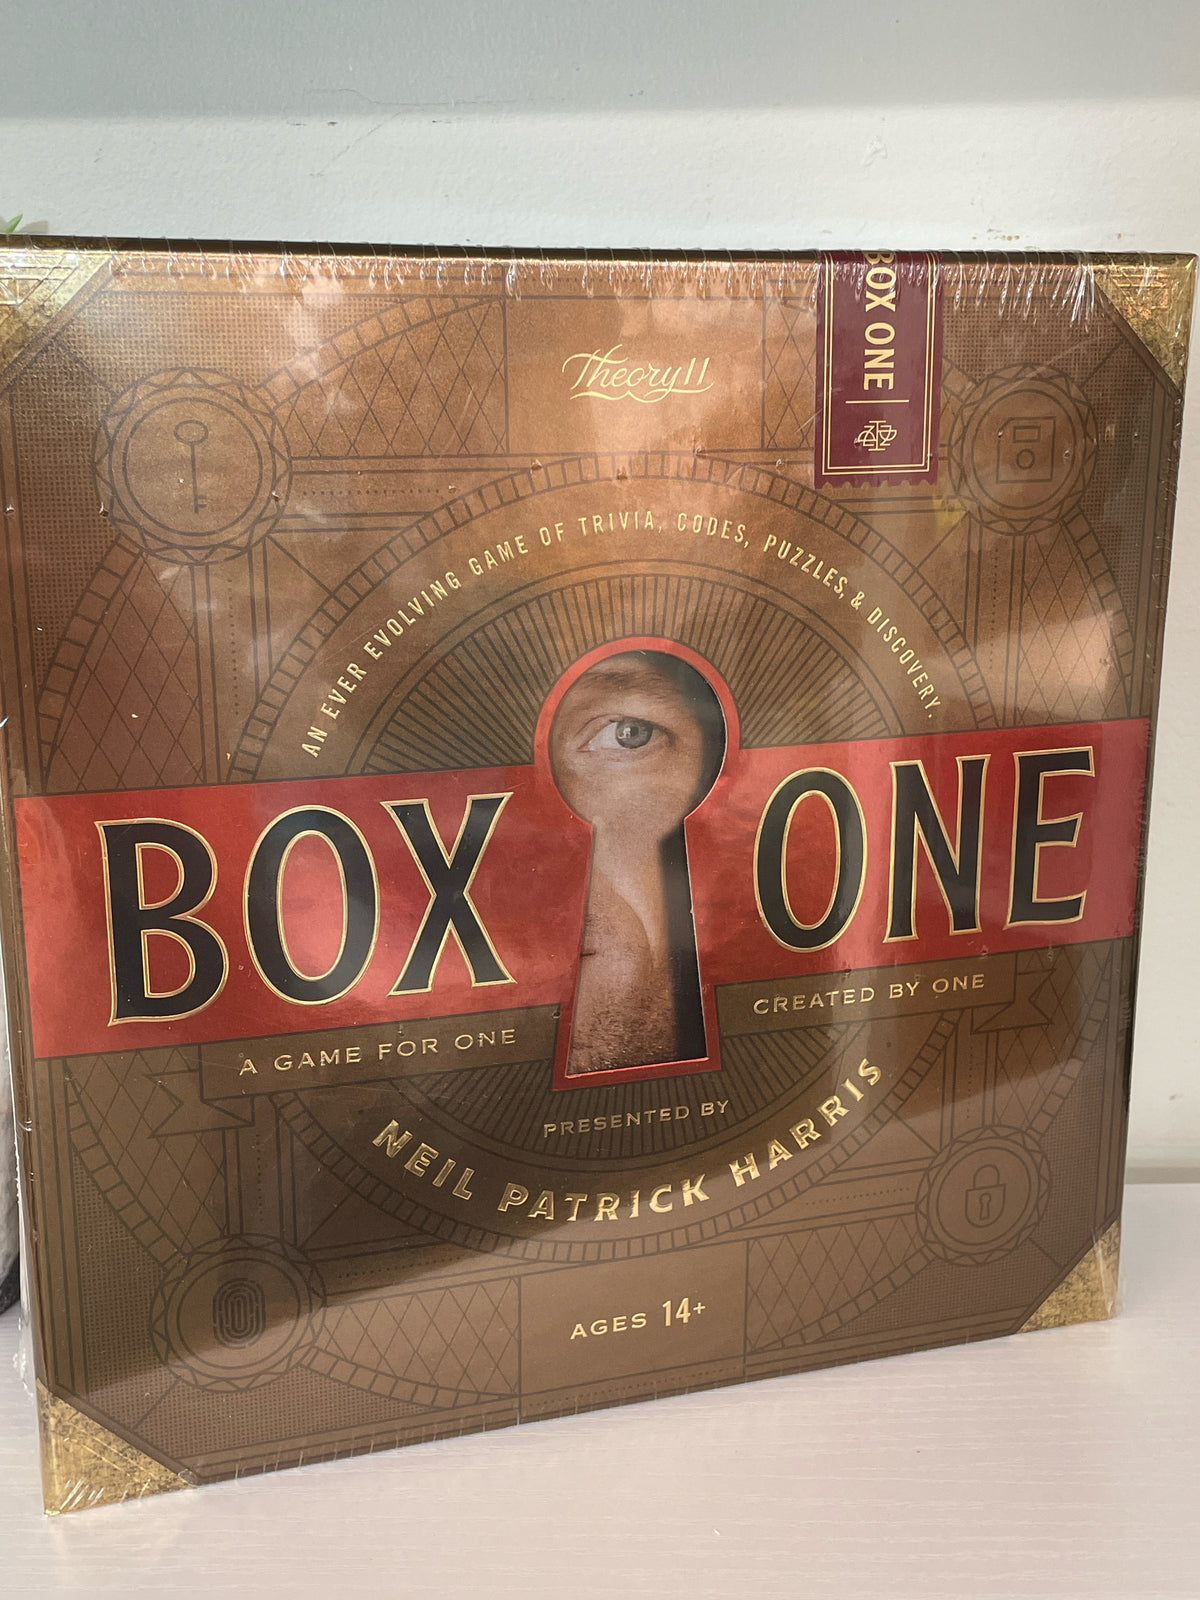 Theory11
BOX ONE
AN EVER EVOLVING GAME OF TRIVIA, CODES, PUZZLES, & DISCOVERY.
BOX ONE
A GAME FOR ONE
CREATED BY ONE
PRESENTED BY
NEIL PATRICK HARRIS
AGES 14+